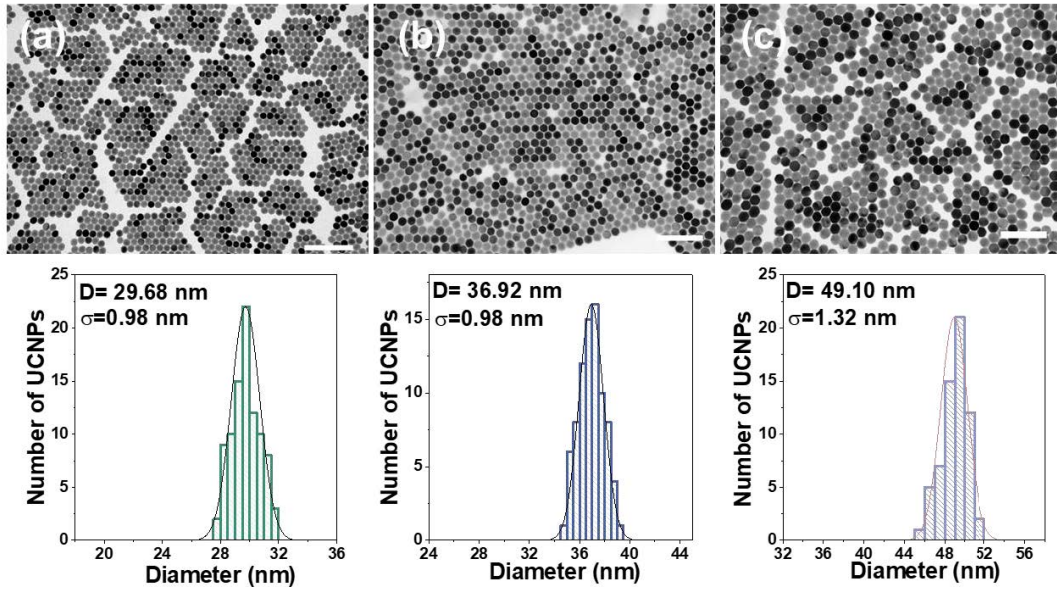 (a)
(b)
(c)
D= 29.68 nm
σ=0.98 nm
Number of UCNPs
25
20
15
10
5
0
20
24
28
32
36
Diameter (nm)
D= 36.92 nm
σ=0.98 nm
Number of UCNPs
20
15
10
5
0
24
28
32
36
40
44
Diameter (nm)
D= 49.10 nm
σ=1.32 nm
Number of UCNPs
25
20
15
10
5
0
32
36
40
44
48
52
56
Diameter (nm)